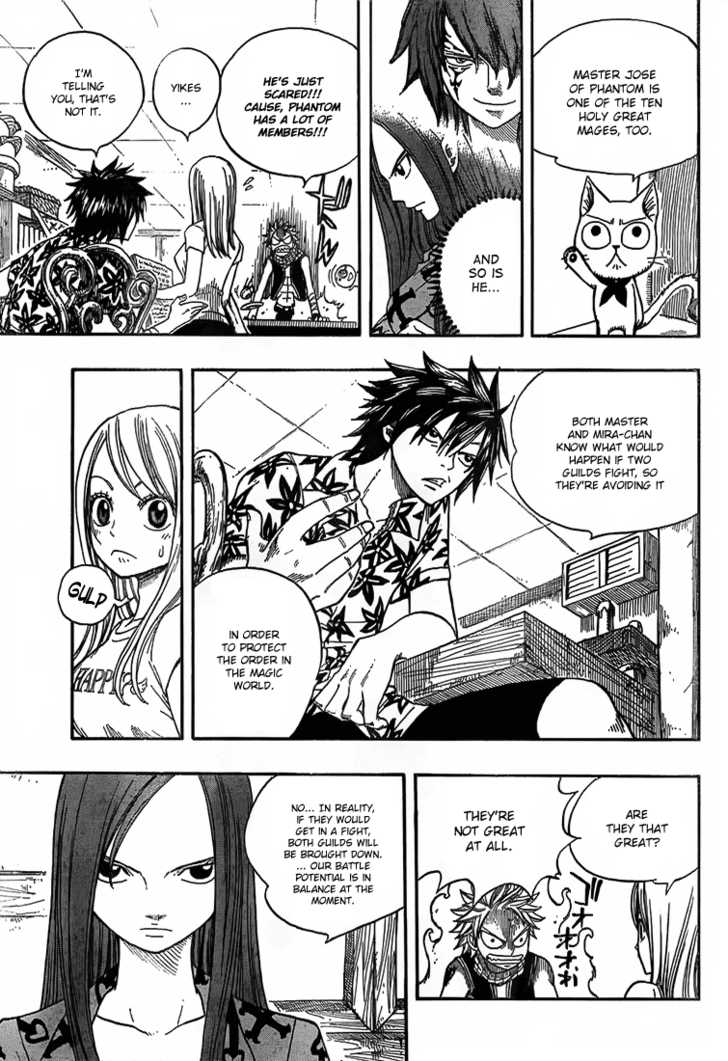 MASTER JOSE
OF PHANTOM IS
ONE OF THE TEN
HOLY GREAT
MAGES, TOO.
AND
SO IS
HE...
HE'S JUST
SCARED!!!
CAUSE, PHANTOM
HAS A LOT OF
MEMBERS!!!
YIKES
...
I'M
TELLING
YOU, THAT'S
NOT IT.
BOTH MASTER
AND MIRA-CHAN
KNOW WHAT WOULD
HAPPEN IF TWO
GUILDS FIGHT, SO
THEY'RE AVOIDING IT
IN ORDER
TO PROTECT
THE ORDER IN
THE MAGIC
WORLD.
GULP
HAPP
ARE
THEY THAT
GREAT?
THEY'RE
NOT GREAT
AT ALL.
ゴオオオオ
NO... IN REALITY,
IF THEY WOULD
GET IN A FIGHT,
BOTH GUILDS WILL
BE BROUGHT DOWN.
... OUR BATTLE
POTENTIAL IS IN
BALANCE AT THE
MOMENT.